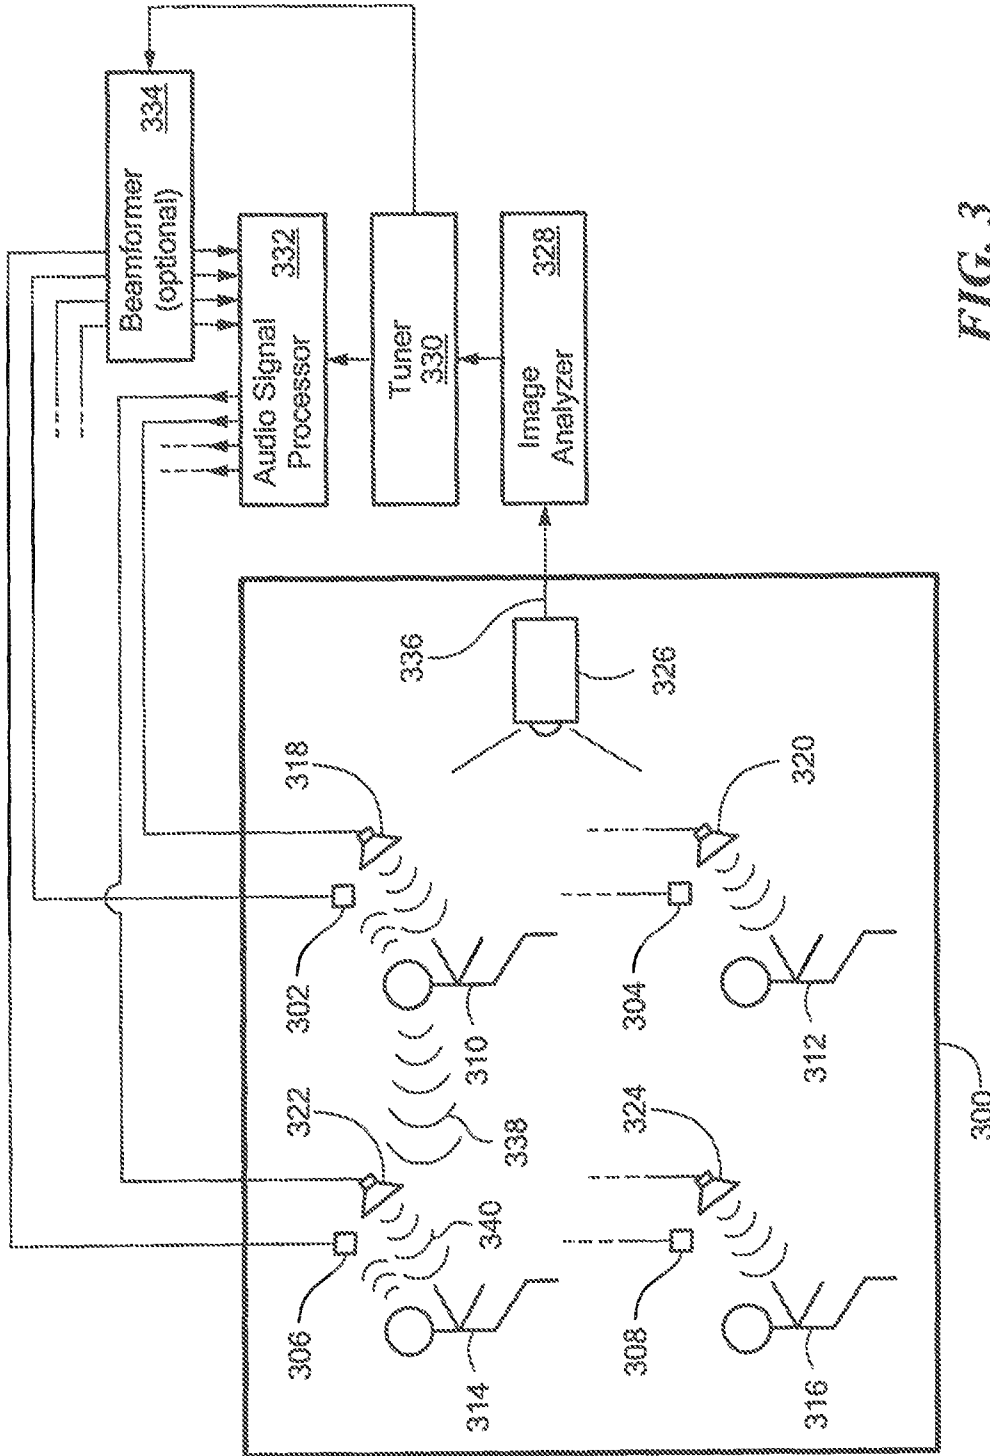 Beamformer
(optional)
334
Audio Signal
Processor
332
Tuner
330
Image
Analyzer
328
322
318
306
302
336
340
338
314
310
326
324
320
308
304
316
312
300
FIG. 3